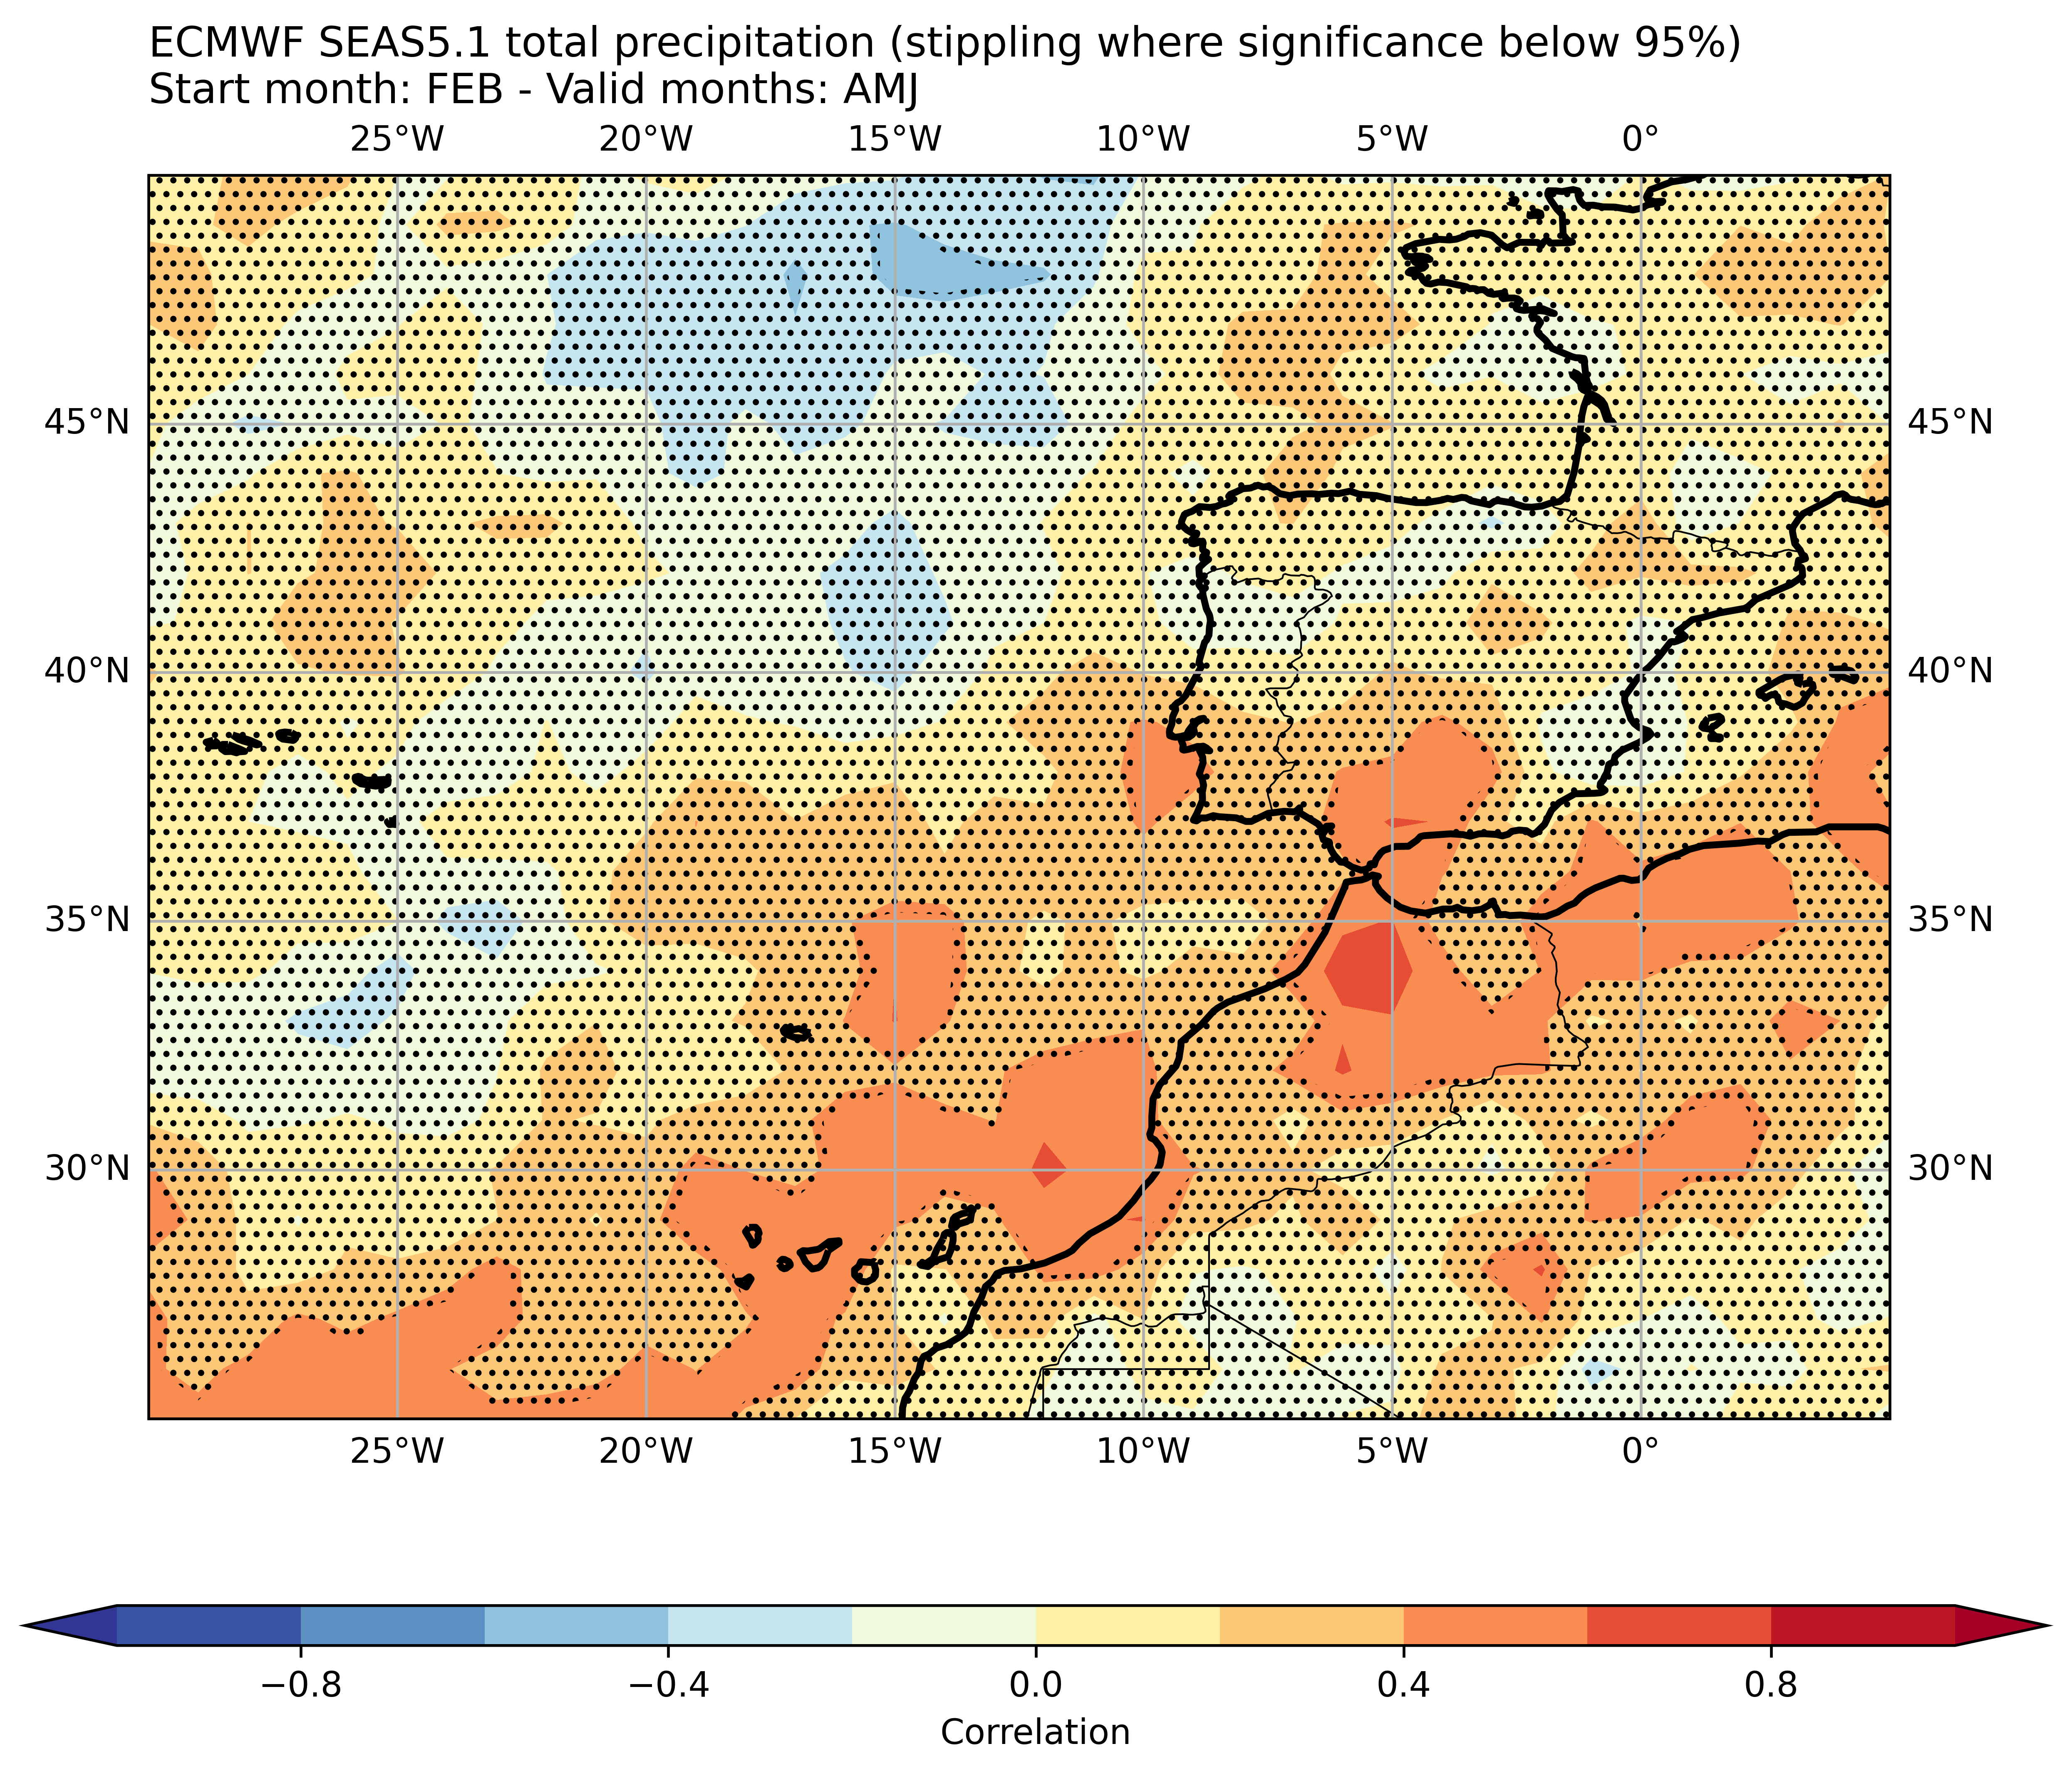 ECMWF SEAS5.1 total precipitation (stippling where significance below 95%)
Start month: FEB - Valid months: AMJ
25°W 20°W 15°W 10°W 5°W 0°
45°N 45°N
40°N 40°N
35°N 35°N
30°N 30°N
25°W 20°W 15°W 10°W 5°W 0°
−0.8 −0.4 0.0 0.4 0.8
Correlation